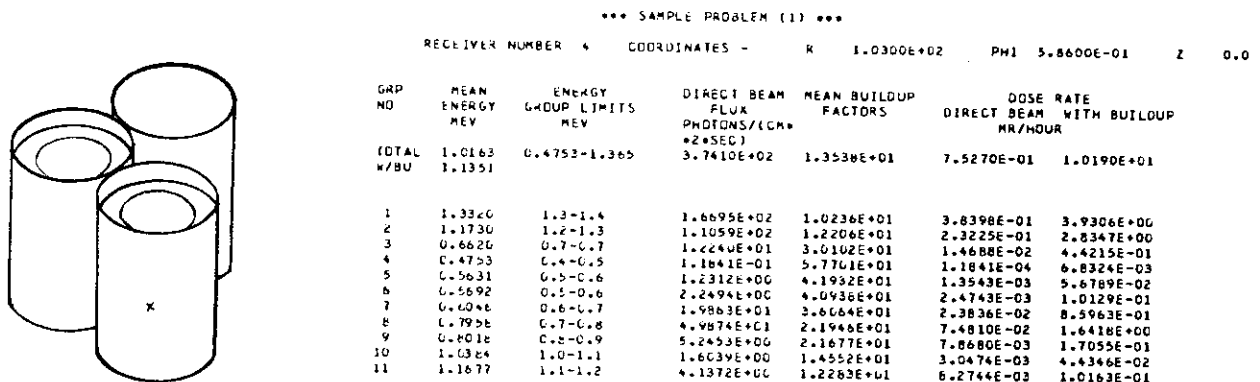 *** SAMPLE PROBLEM (1) ***
RECEIVER NUMBER 4 COORDINATES - R 1.0300E+02 PHI 5.8600E-01 Z 0.0
GRP MEAN ENERGY DIRECT BEAM MEAN BUILDUP DOSE RATE
NO ENERGY GROUP LIMITS FLUX FACTORS DIRECT BEAM WITH BUILDUP
MEV MEV PHOTONS/(CM* MR/HOUR
*2*SEC)
TOTAL 1.0163 0.4753-1.365 3.7410E+02 1.3538E+01 7.5270E-01 1.0190E+01
W/BU 1.1351
1 1.3320 1.3-1.4 1.6695E+02 1.0236E+01 3.8398E-01 3.9306E+00
2 1.1730 1.2-1.3 1.1059E+02 1.2206E+01 2.3225E-01 2.8347E+00
3 0.6620 0.7-0.7 1.2240E+01 3.0102E+01 1.4688E-02 4.4215E-01
4 0.4753 0.4-0.5 1.1841E-01 5.7701E+01 1.1841E-04 6.8324E-03
5 0.5631 0.5-0.6 1.2312E+00 4.1932E+01 1.3543E-03 5.6789E-02
6 0.5692 0.5-0.6 2.2494E+00 4.0938E+01 2.4743E-03 1.0129E-01
7 0.6046 0.6-0.7 1.9863E+01 3.6064E+01 2.3836E-02 8.5963E-01
8 0.7958 0.7-0.8 4.9874E+01 2.1946E+01 7.4810E-02 1.6418E+00
9 0.8018 0.8-0.9 5.2453E+00 2.1677E+01 7.8680E-03 1.7055E-01
10 1.0384 1.0-1.1 1.6039E+00 1.4552E+01 3.0474E-03 4.4346E-02
11 1.1677 1.1-1.2 4.1372E+00 1.2283E+01 8.2744E-03 1.0163E-01
x